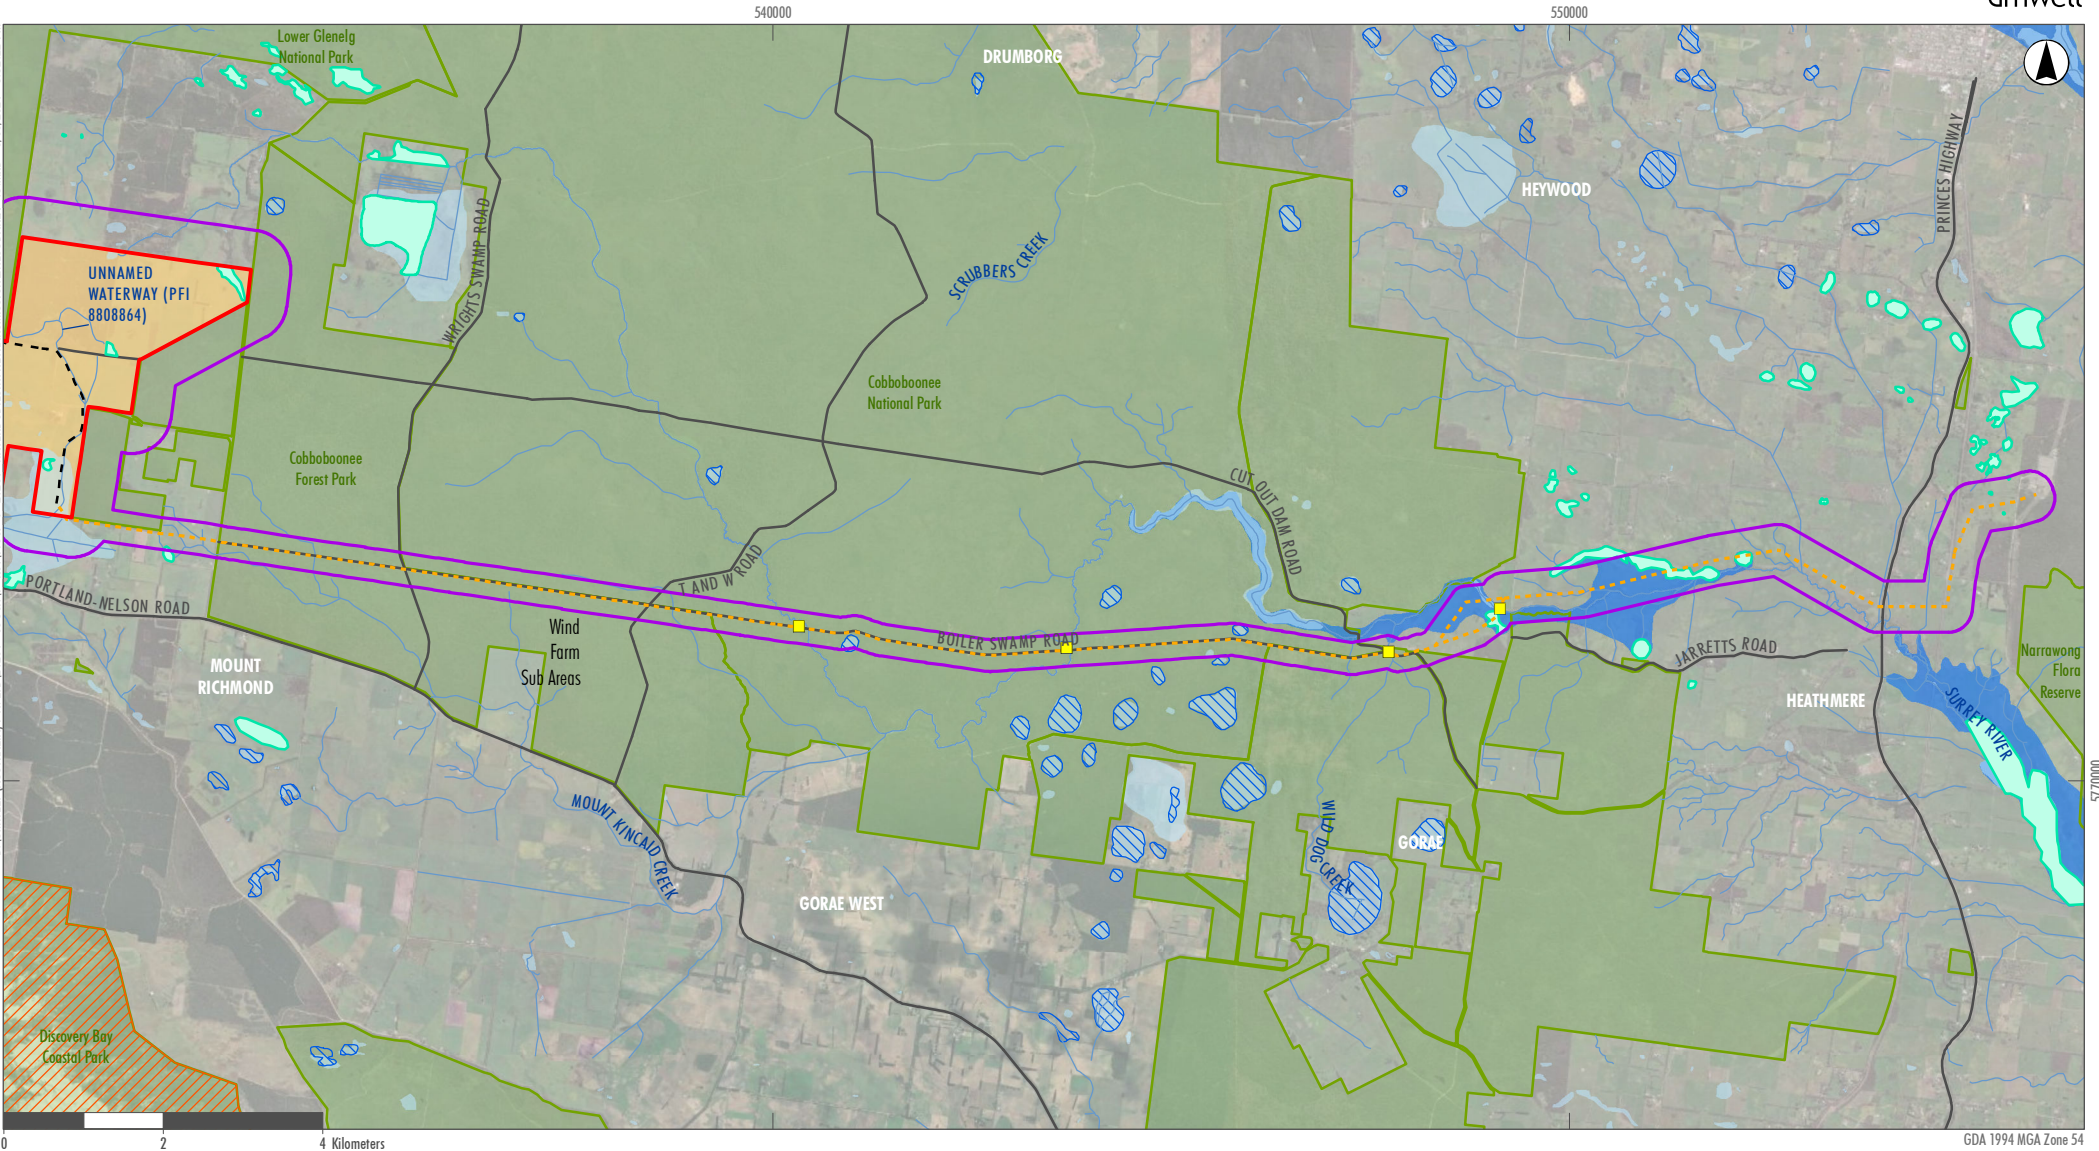 540000
550000
Lower Glenelg
National Park
DRUMBORG
PRINCES HIGHWAY
HEYWOOD
WRIGHTS SWAMP ROAD
SCRUBBERS CREEK
UNNAMED
WATERWAY (PFI
8808864)
Cobboboonee
National Park
Cobboboonee
Forest Park
CUT OUT DAM ROAD
T AND W ROAD
PORTLAND-NELSON ROAD
Wind
Farm
Sub Areas
BOILER SWAMP ROAD
JARRETTS ROAD
Narrawong
Flora
Reserve
MOUNT
RICHMOND
HEATHMERE
SURREY RIVER
MOUNT KINCAID CREEK
WILD DOG CREEK
GORAE
GORAE WEST
5770000
Discovery Bay
Coastal Park
0
2
4 Kilometers
GDA 1994 MGA Zone 54